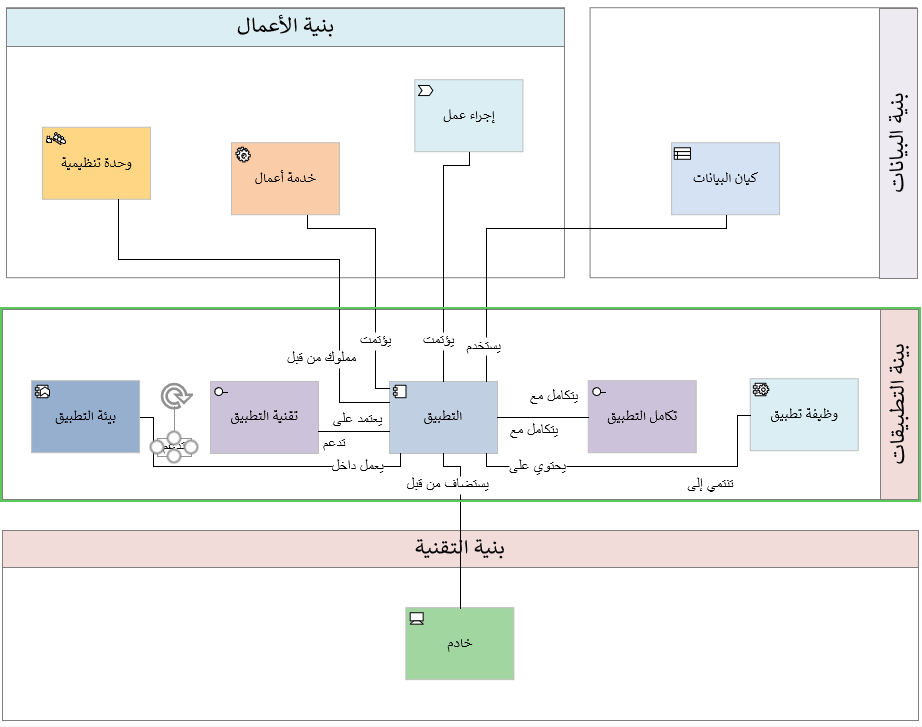 بنية الأعمال
بنية البيانات
إجراء عمل
وحدة تنظيمية
خدمة أعمال
كيان البيانات
بينة التطبيقات
يؤتمت
يؤتمت
يستخدم
مملوك من قبل
وظيفة تطبيق
تكامل التطبيق
يتكامل مع
يتكامل مع
التطبيق
يعتمد على
تدعم
تقنية التطبيق
تدعم
بيئة التطبيق
يعمل داخل
يحتوي على
تنتمي إلى
يستضاف من قبل
بنية التقنية
خادم